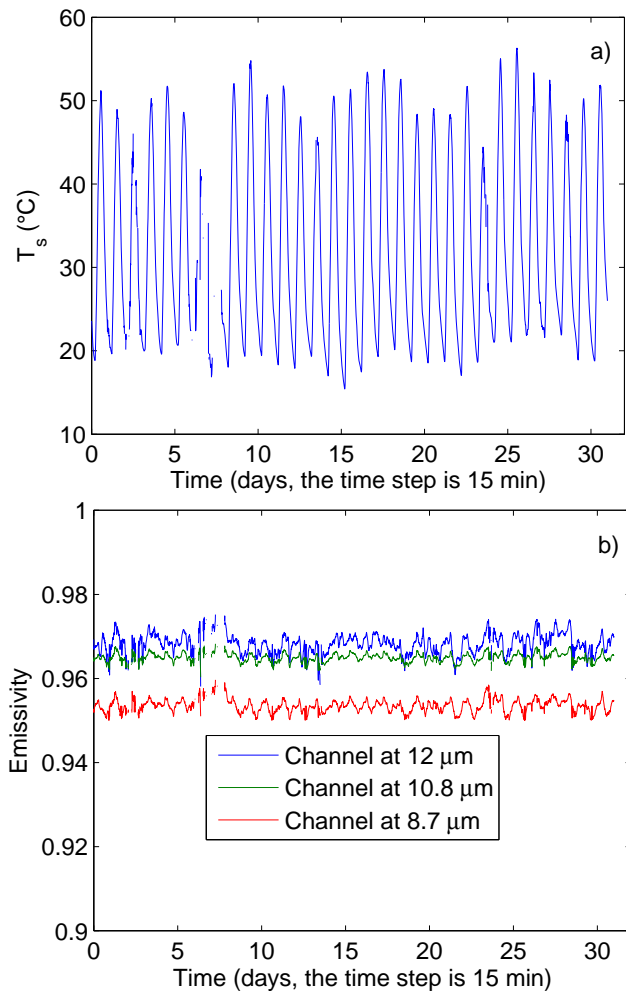 a)
60
50
40
30
20
10
T_s (°C)
0 5 10 15 20 25 30
Time (days, the time step is 15 min)
b)
1
0.98
0.96
0.94
0.92
0.9
Emissivity
Channel at 12 μm
Channel at 10.8 μm
Channel at 8.7 μm
0 5 10 15 20 25 30
Time (days, the time step is 15 min)